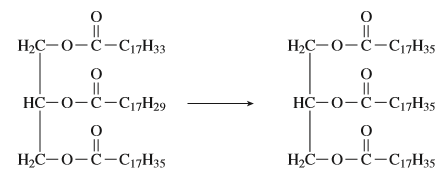 O O
H₂C—O—C—C₁₇H₃₃ H₂C—O—C—C₁₇H₃₅
O O
HC—O—C—C₁₇H₂₉ HC—O—C—C₁₇H₃₅
O O
H₂C—O—C—C₁₇H₃₅ H₂C—O—C—C₁₇H₃₅